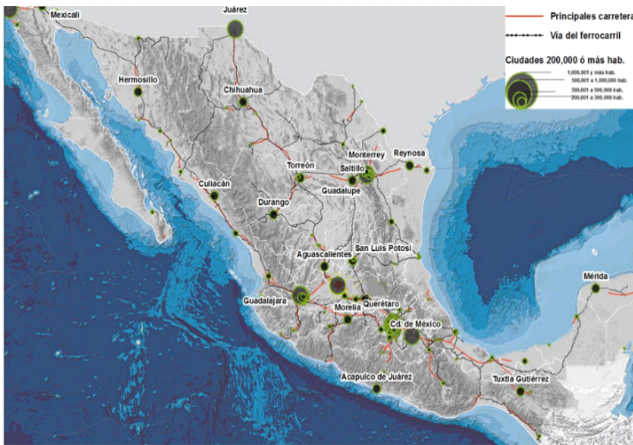 Mexicali
Juárez
Principales carretera
Vía del ferrocarril
Ciudades 200,000 ó más hab.
1,000,001 y más hab.
500,001 a 1,000,000 hab.
300,001 a 500,000 hab.
200,001 a 300,000 hab.
Hermosillo
Chihuahua
Monterrey
Reynosa
Torreón
Saltillo
Guadalupe
Culiacán
Durango
San Luis Potosí
Aguascalientes
Mérida
Guadalajara
Querétaro
Morelia
Cd. de México
Acapulco de Juárez
Tuxtla Gutiérrez